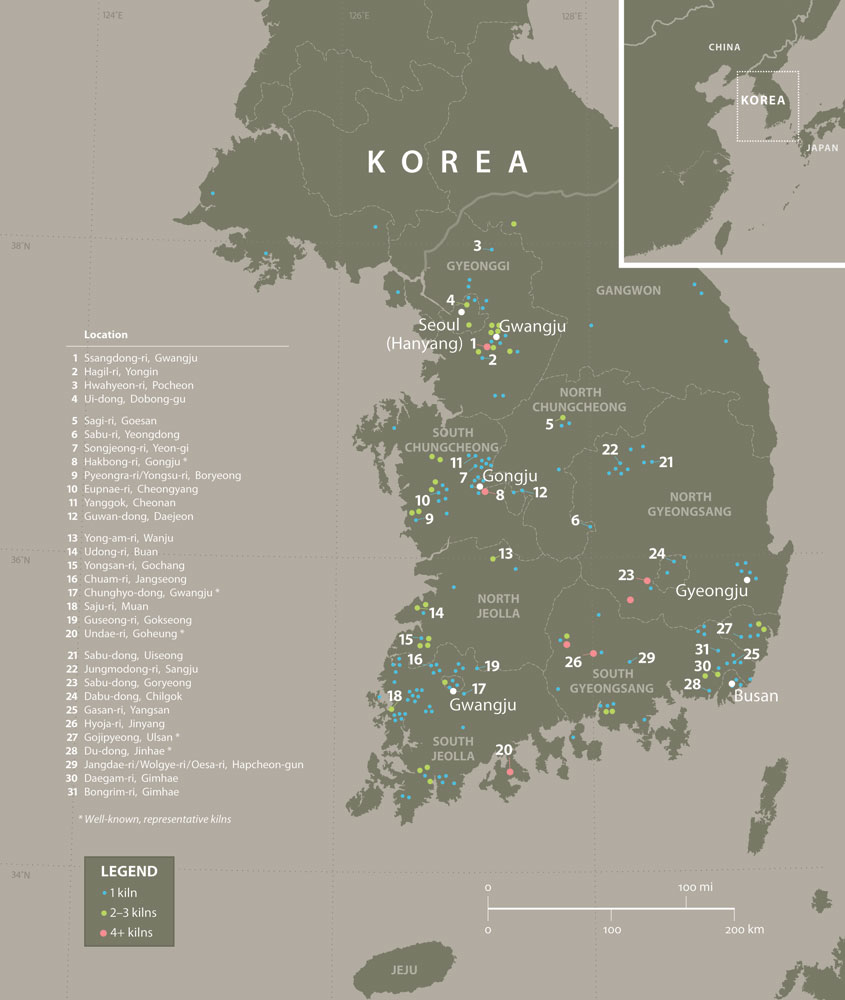 124°E
126°E
128°E
CHINA
KOREA
JAPAN
KOREA
38°N
3
GYEONGGI
GANGWON
4
Seoul
(Hanyang)
Gwangju
1
2
Location
1 Ssangdong-ri, Gwangju
2 Hagil-ri, Yongin
3 Hwahyeon-ri, Pocheon
4 Ui-dong, Dobong-gu
5 Sagi-ri, Goesan
6 Sabu-ri, Yeongdong
7 Songjeong-ri, Yeon-gi
8 Hakbong-ri, Gongju *
9 Pyeongra-ri/Yongsu-ri, Boryeong
10 Eupnae-ri, Cheongyang
11 Yanggok, Cheonan
12 Guwan-dong, Daejeon
13 Yong-am-ri, Wanju
14 Udong-ri, Buan
15 Yongsan-ri, Gochang
16 Chuam-ri, Jangseong
17 Chunghyo-dong, Gwangju *
18 Saju-ri, Muan
19 Guseong-ri, Gokseong
20 Undae-ri, Goheung *
21 Sabu-dong, Uiseong
22 Jungmodong-ri, Sangju
23 Sabu-dong, Goryeong
24 Dabu-dong, Chilgok
25 Gasan-ri, Yangsan
26 Hyoja-ri, Jinyang
27 Gojipyeong, Ulsan *
28 Du-dong, Jinhae *
29 Jangdae-ri/Wolgye-ri/Oesa-ri, Hapcheon-gun
30 Daegam-ri, Gimhae
31 Bongrim-ri, Gimhae
* Well-known, representative kilns
NORTH
CHUNGCHEONG
5
SOUTH
CHUNGCHEONG
22
21
11
7
Gongju
8
12
10
9
NORTH
GYEONGSANG
6
36°N
13
24
23
Gyeongju
NORTH
JEOLLA
14
15
27
16
19
26
29
31
25
30
SOUTH
GYEONGSANG
28
Busan
18
17
Gwangju
SOUTH
JEOLLA
20
34°N
LEGEND
1 kiln
2–3 kilns
4+ kilns
0
100 mi
0
100
200 km
JEJU